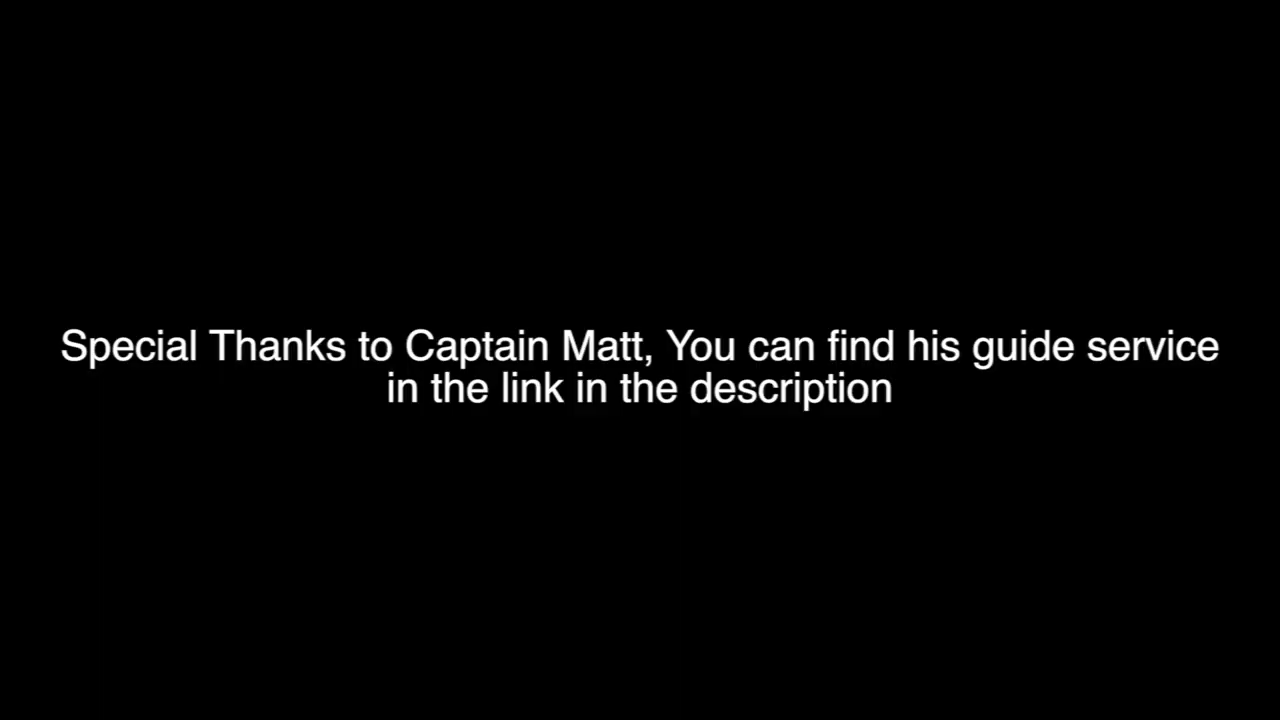 Special Thanks to Captain Matt, You can find his guide service
in the link in the description